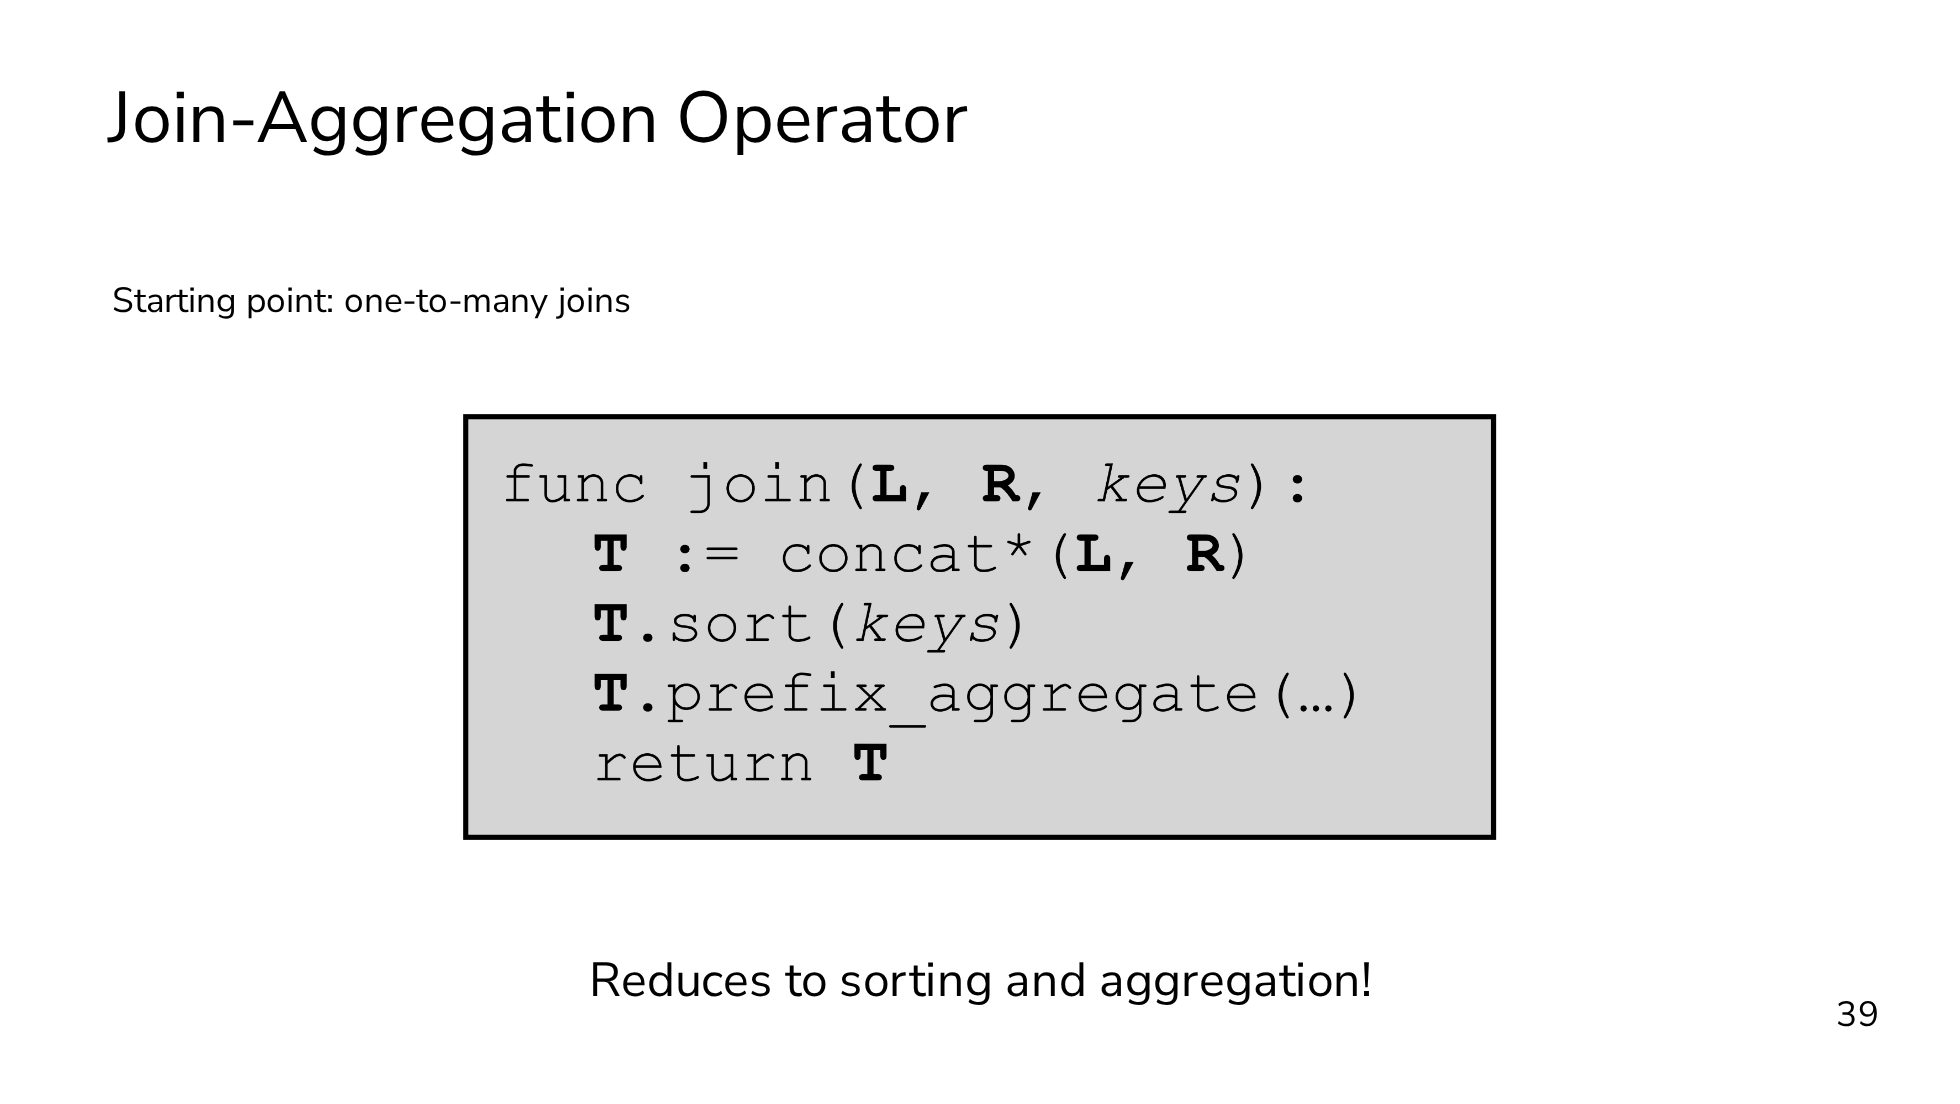 Join-Aggregation Operator
Starting point: one-to-many joins
func join(L, R, keys):
T := concat*(L, R)
T.sort(keys)
T.prefix_aggregate(…)
return T
Reduces to sorting and aggregation!
39